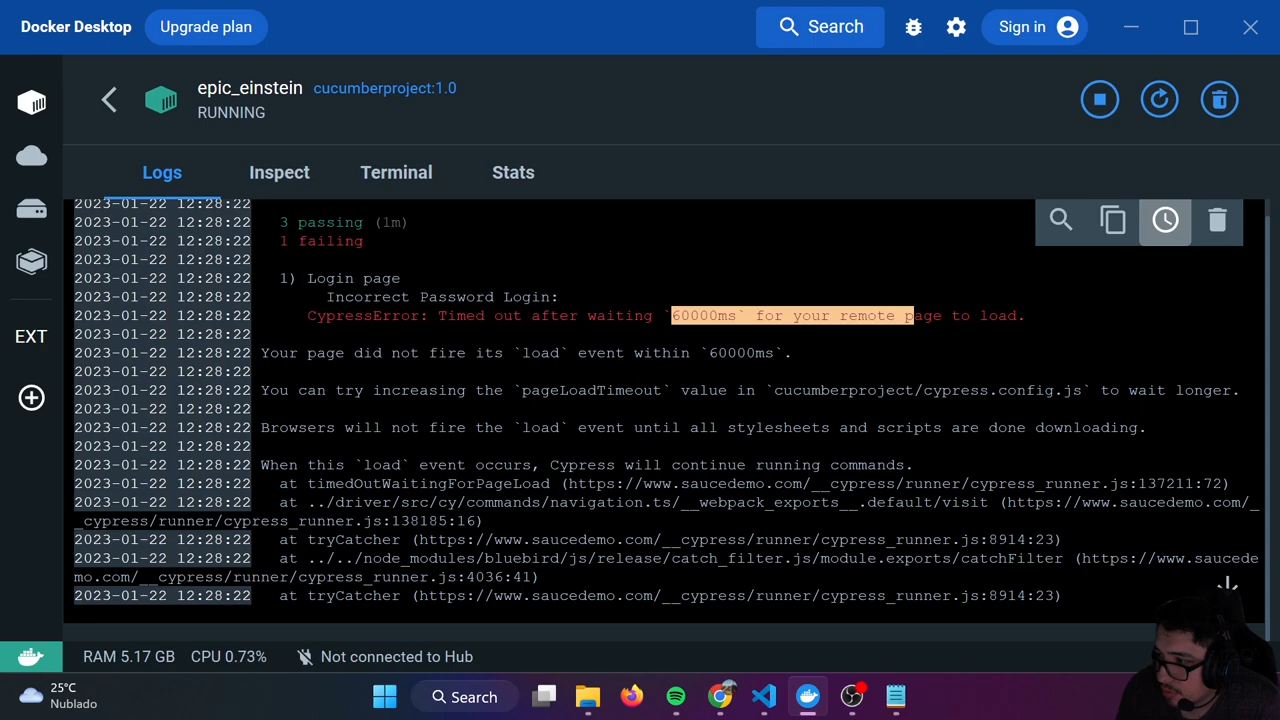 Docker Desktop Upgrade plan Search Sign in
epic_einstein cucumberproject:1.0
RUNNING
Logs Inspect Terminal Stats
2023-01-22 12:28:22
2023-01-22 12:28:22 3 passing (1m)
2023-01-22 12:28:22 1 failing
2023-01-22 12:28:22
2023-01-22 12:28:22 1) Login page
2023-01-22 12:28:22 Incorrect Password Login:
2023-01-22 12:28:22 CypressError: Timed out after waiting `60000ms` for your remote page to load.
2023-01-22 12:28:22
2023-01-22 12:28:22 Your page did not fire its `load` event within `60000ms`.
2023-01-22 12:28:22
2023-01-22 12:28:22 You can try increasing the `pageLoadTimeout` value in `cucumberproject/cypress.config.js` to wait longer.
2023-01-22 12:28:22
2023-01-22 12:28:22 Browsers will not fire the `load` event until all stylesheets and scripts are done downloading.
2023-01-22 12:28:22
2023-01-22 12:28:22 When this `load` event occurs, Cypress will continue running commands.
2023-01-22 12:28:22 at timedOutWaitingForPageLoad (https://www.saucedemo.com/__cypress/runner/cypress_runner.js:137211:72)
2023-01-22 12:28:22 at ../driver/src/cy/commands/navigation.ts/__webpack_exports__.default/visit (https://www.saucedemo.com/_
_cypress/runner/cypress_runner.js:138185:16)
2023-01-22 12:28:22 at tryCatcher (https://www.saucedemo.com/__cypress/runner/cypress_runner.js:8914:23)
2023-01-22 12:28:22 at ../../node_modules/bluebird/js/release/catch_filter.js/module.exports/catchFilter (https://www.saucede
mo.com/__cypress/runner/cypress_runner.js:4036:41)
2023-01-22 12:28:22 at tryCatcher (https://www.saucedemo.com/__cypress/runner/cypress_runner.js:8914:23)
EXT
RAM 5.17 GB CPU 0.73% Not connected to Hub
25°C
Nublado
Search